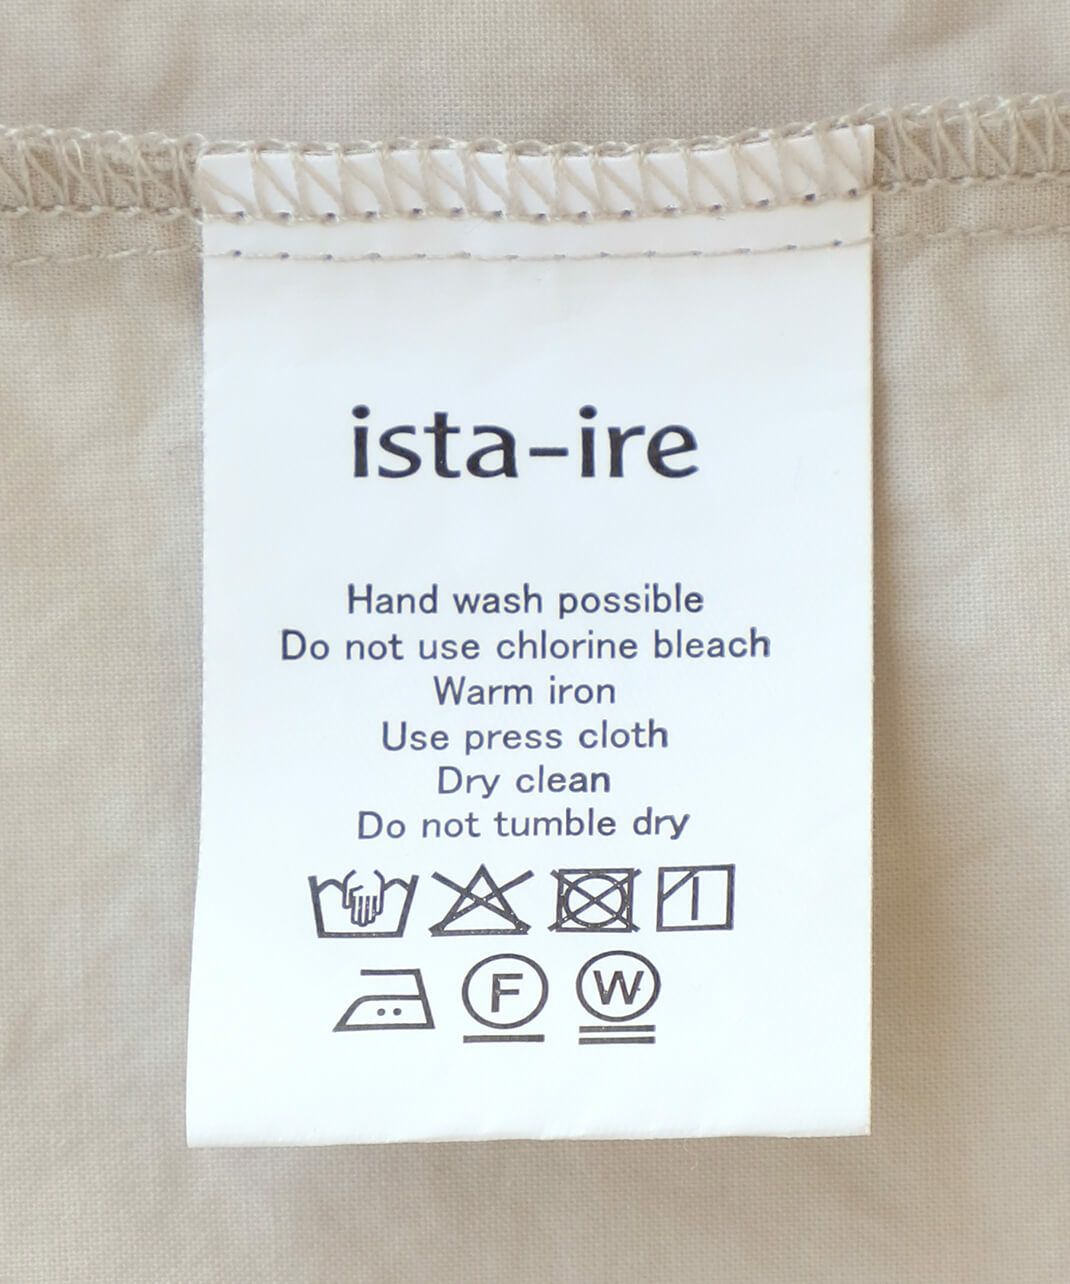 ista-ire
Hand wash possible
Do not use chlorine bleach
Warm iron
Use press cloth
Dry clean
Do not tumble dry
F W